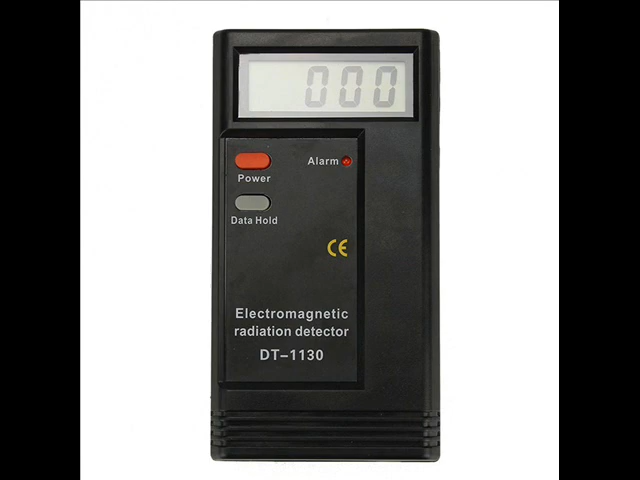 000
Alarm
Power
Data Hold
CE
Electromagnetic
radiation detector
DT-1130